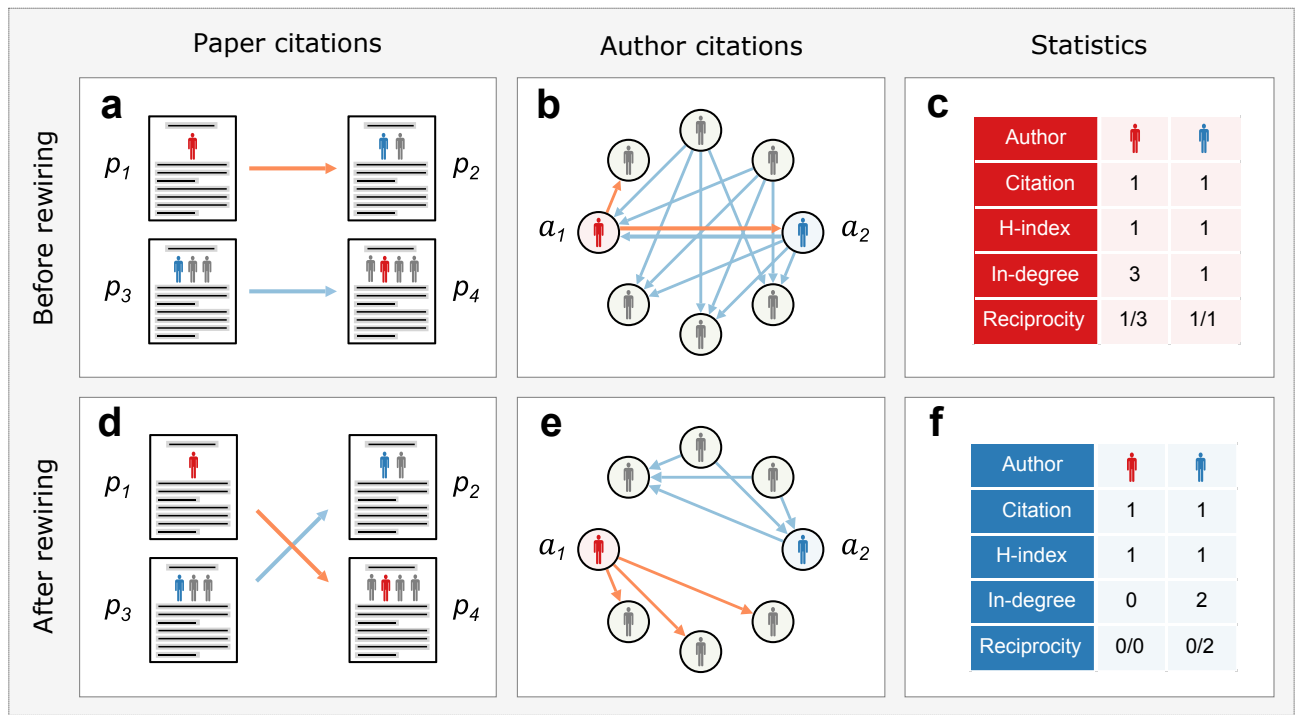 Paper citations
Author citations
Statistics
Before rewiring
a
p1
p2
p3
p4
b
a1
a2
c
Author
Citation 1 1
H-index 1 1
In-degree 3 1
Reciprocity 1/3 1/1
After rewiring
d
p1
p2
p3
p4
e
a1
a2
f
Author
Citation 1 1
H-index 1 1
In-degree 0 2
Reciprocity 0/0 0/2